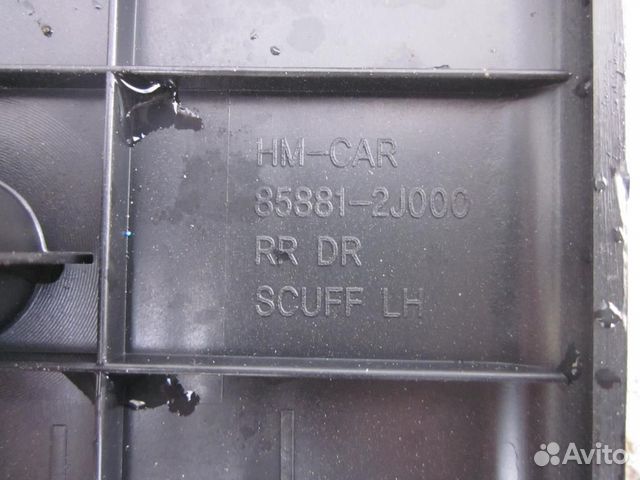 HM-CAR
85881-2J000
RR DR
SCUFF LH
Avito